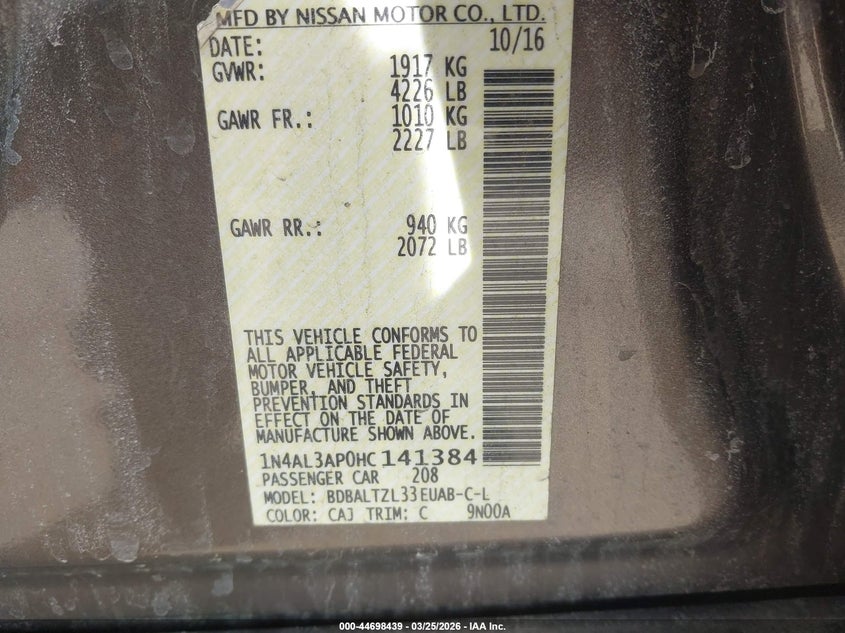 MFD BY NISSAN MOTOR CO., LTD.
DATE: 10/16
GVWR: 1917 KG
4226 LB
GAWR FR.: 1010 KG
2227 LB
GAWR RR.: 940 KG
2072 LB
THIS VEHICLE CONFORMS TO
ALL APPLICABLE FEDERAL
MOTOR VEHICLE SAFETY,
BUMPER, AND THEFT
PREVENTION STANDARDS IN
EFFECT ON THE DATE OF
MANUFACTURE SHOWN ABOVE.
1N4AL3AP0HC141384
PASSENGER CAR 208
MODEL: BDBALTZL33EUAB-C-L
COLOR: CAJ TRIM: C 9N00A
000-44698439 - 03/25/2026 - IAA Inc.